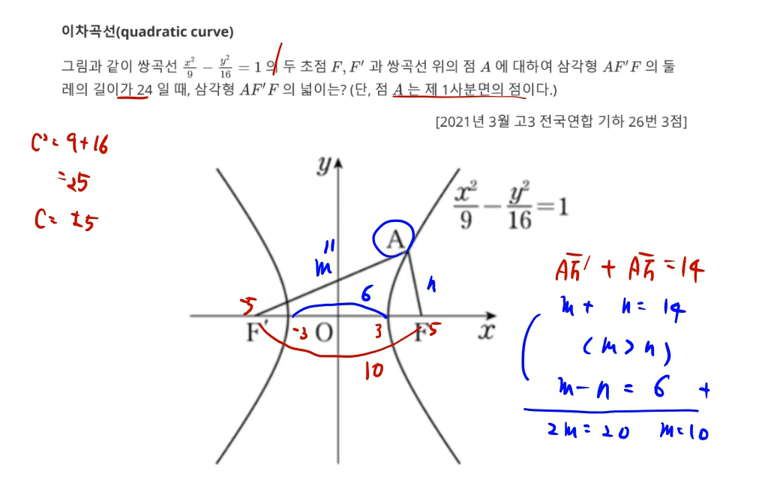 이차곡선(quadratic curve)
그림과 같이 쌍곡선 x²/9 − y²/16 = 1 의 두 초점 F, F′ 과 쌍곡선 위의 점 A 에 대하여 삼각형 AF′F 의 둘
레의 길이가 24 일 때, 삼각형 AF′F 의 넓이는? (단, 점 A 는 제 1사분면의 점이다.)
[2021년 3월 고3 전국연합 기하 26번 3점]
C² = 9+16
=25
C = ±5
y
x²/9 − y²/16 = 1
A
11
m
n
6
-5
F′
-3
O
3
F
5
x
10
AF′ + AF = 14
m + n = 14
(m > n)
m − n = 6 +
2m = 20 m=10